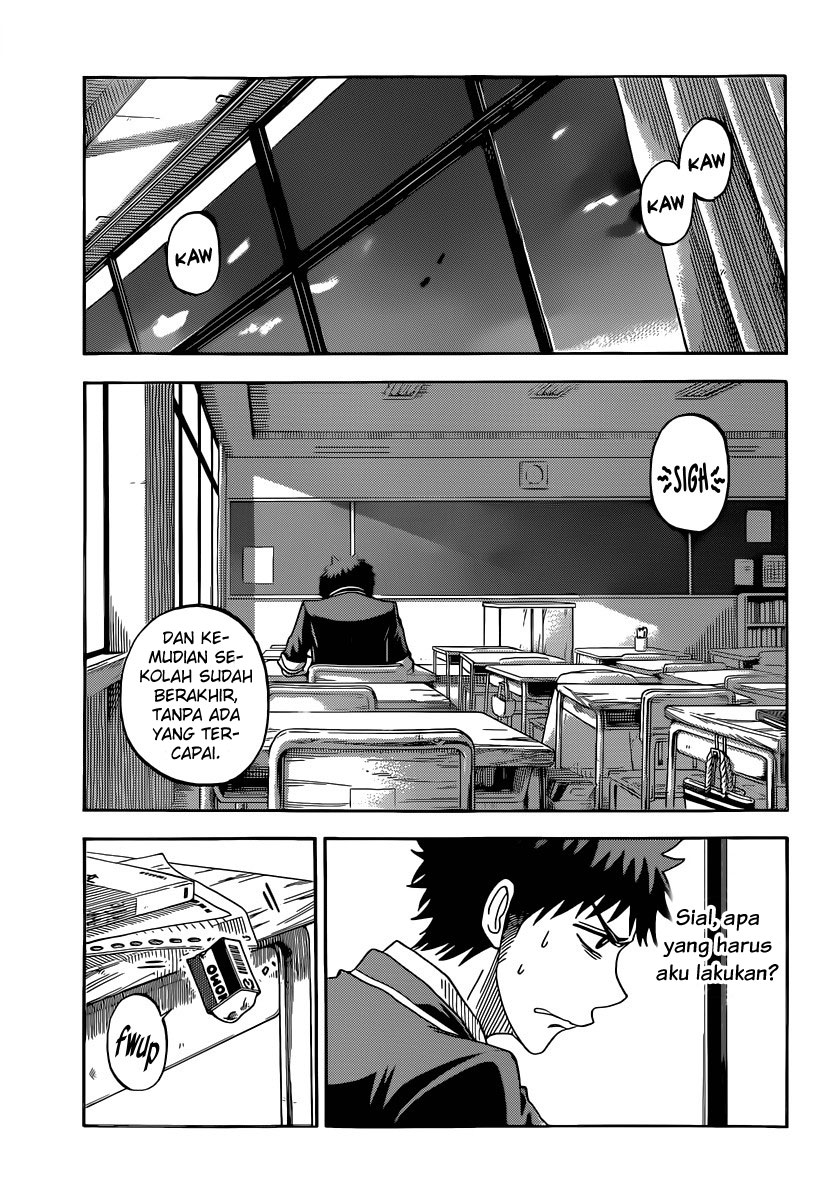 KAW
KAW
KAW
SIGH
DAN KE-
MUDIAN SE-
KOLAH SUDAH
BERAKHIR,
TANPA ADA
YANG TER-
CAPAI.
Sial, apa
yang harus
aku lakukan?
MOMO
fwup